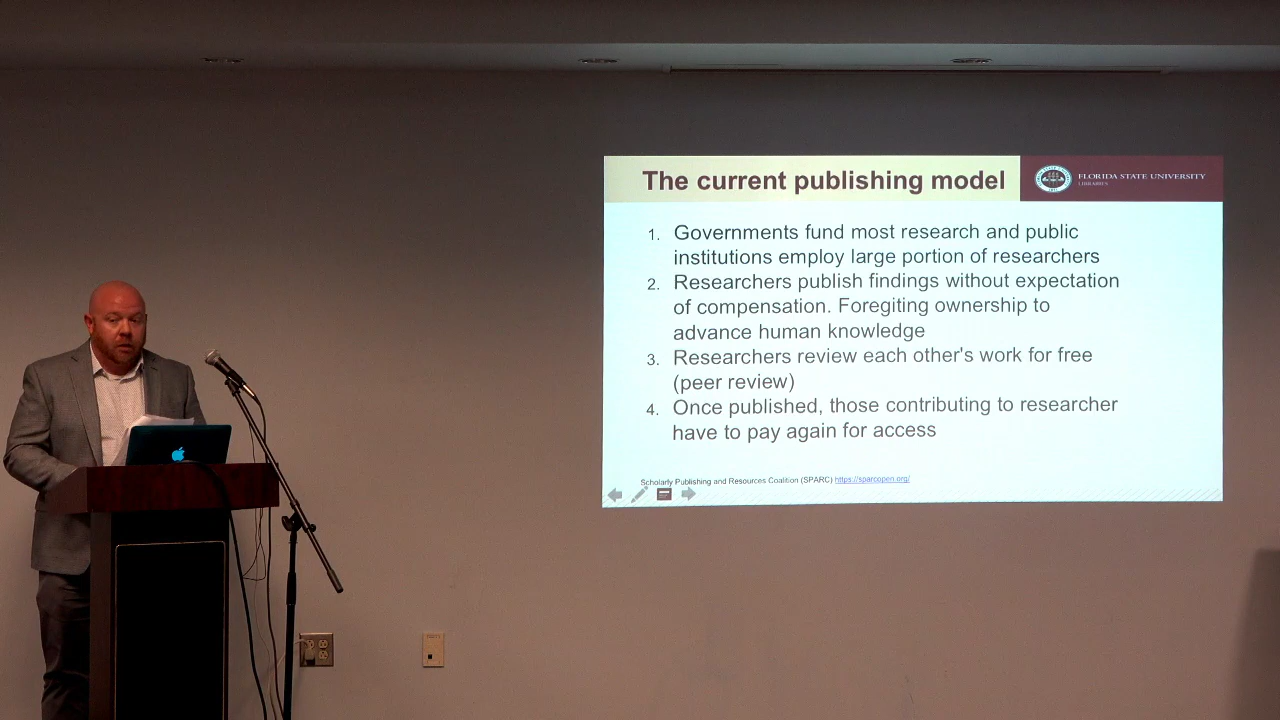 The current publishing model
FLORIDA STATE UNIVERSITY
LIBRARIES
1. Governments fund most research and public
institutions employ large portion of researchers
2. Researchers publish findings without expectation
of compensation. Foregiting ownership to
advance human knowledge
3. Researchers review each other's work for free
(peer review)
4. Once published, those contributing to researcher
have to pay again for access
Scholarly Publishing and Resources Coalition (SPARC) https://sparcopen.org/